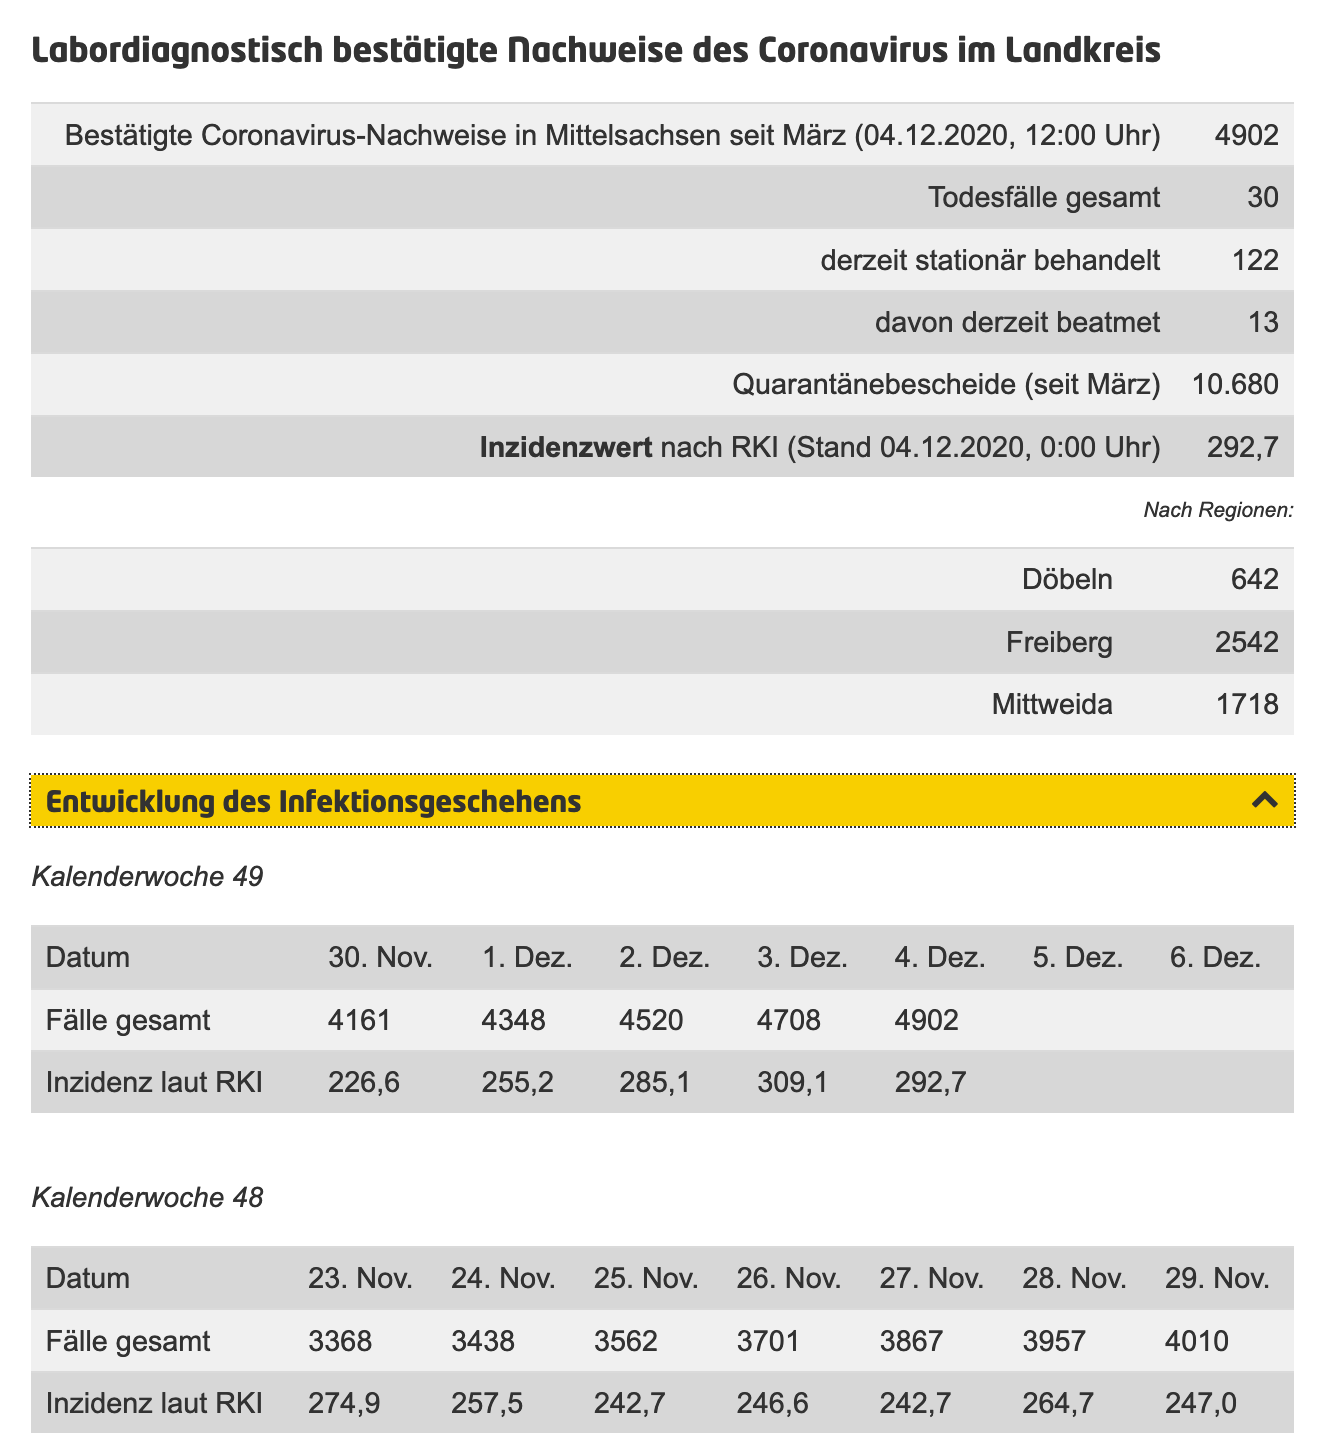 Labordiagnostisch bestätigte Nachweise des Coronavirus im Landkreis
Bestätigte Coronavirus-Nachweise in Mittelsachsen seit März (04.12.2020, 12:00 Uhr) 4902
Todesfälle gesamt 30
derzeit stationär behandelt 122
davon derzeit beatmet 13
Quarantänebescheide (seit März) 10.680
Inzidenzwert nach RKI (Stand 04.12.2020, 0:00 Uhr) 292,7
Nach Regionen:
Döbeln 642
Freiberg 2542
Mittweida 1718
Entwicklung des Infektionsgeschehens
Kalenderwoche 49
Datum 30. Nov. 1. Dez. 2. Dez. 3. Dez. 4. Dez. 5. Dez. 6. Dez.
Fälle gesamt 4161 4348 4520 4708 4902
Inzidenz laut RKI 226,6 255,2 285,1 309,1 292,7
Kalenderwoche 48
Datum 23. Nov. 24. Nov. 25. Nov. 26. Nov. 27. Nov. 28. Nov. 29. Nov.
Fälle gesamt 3368 3438 3562 3701 3867 3957 4010
Inzidenz laut RKI 274,9 257,5 242,7 246,6 242,7 264,7 247,0